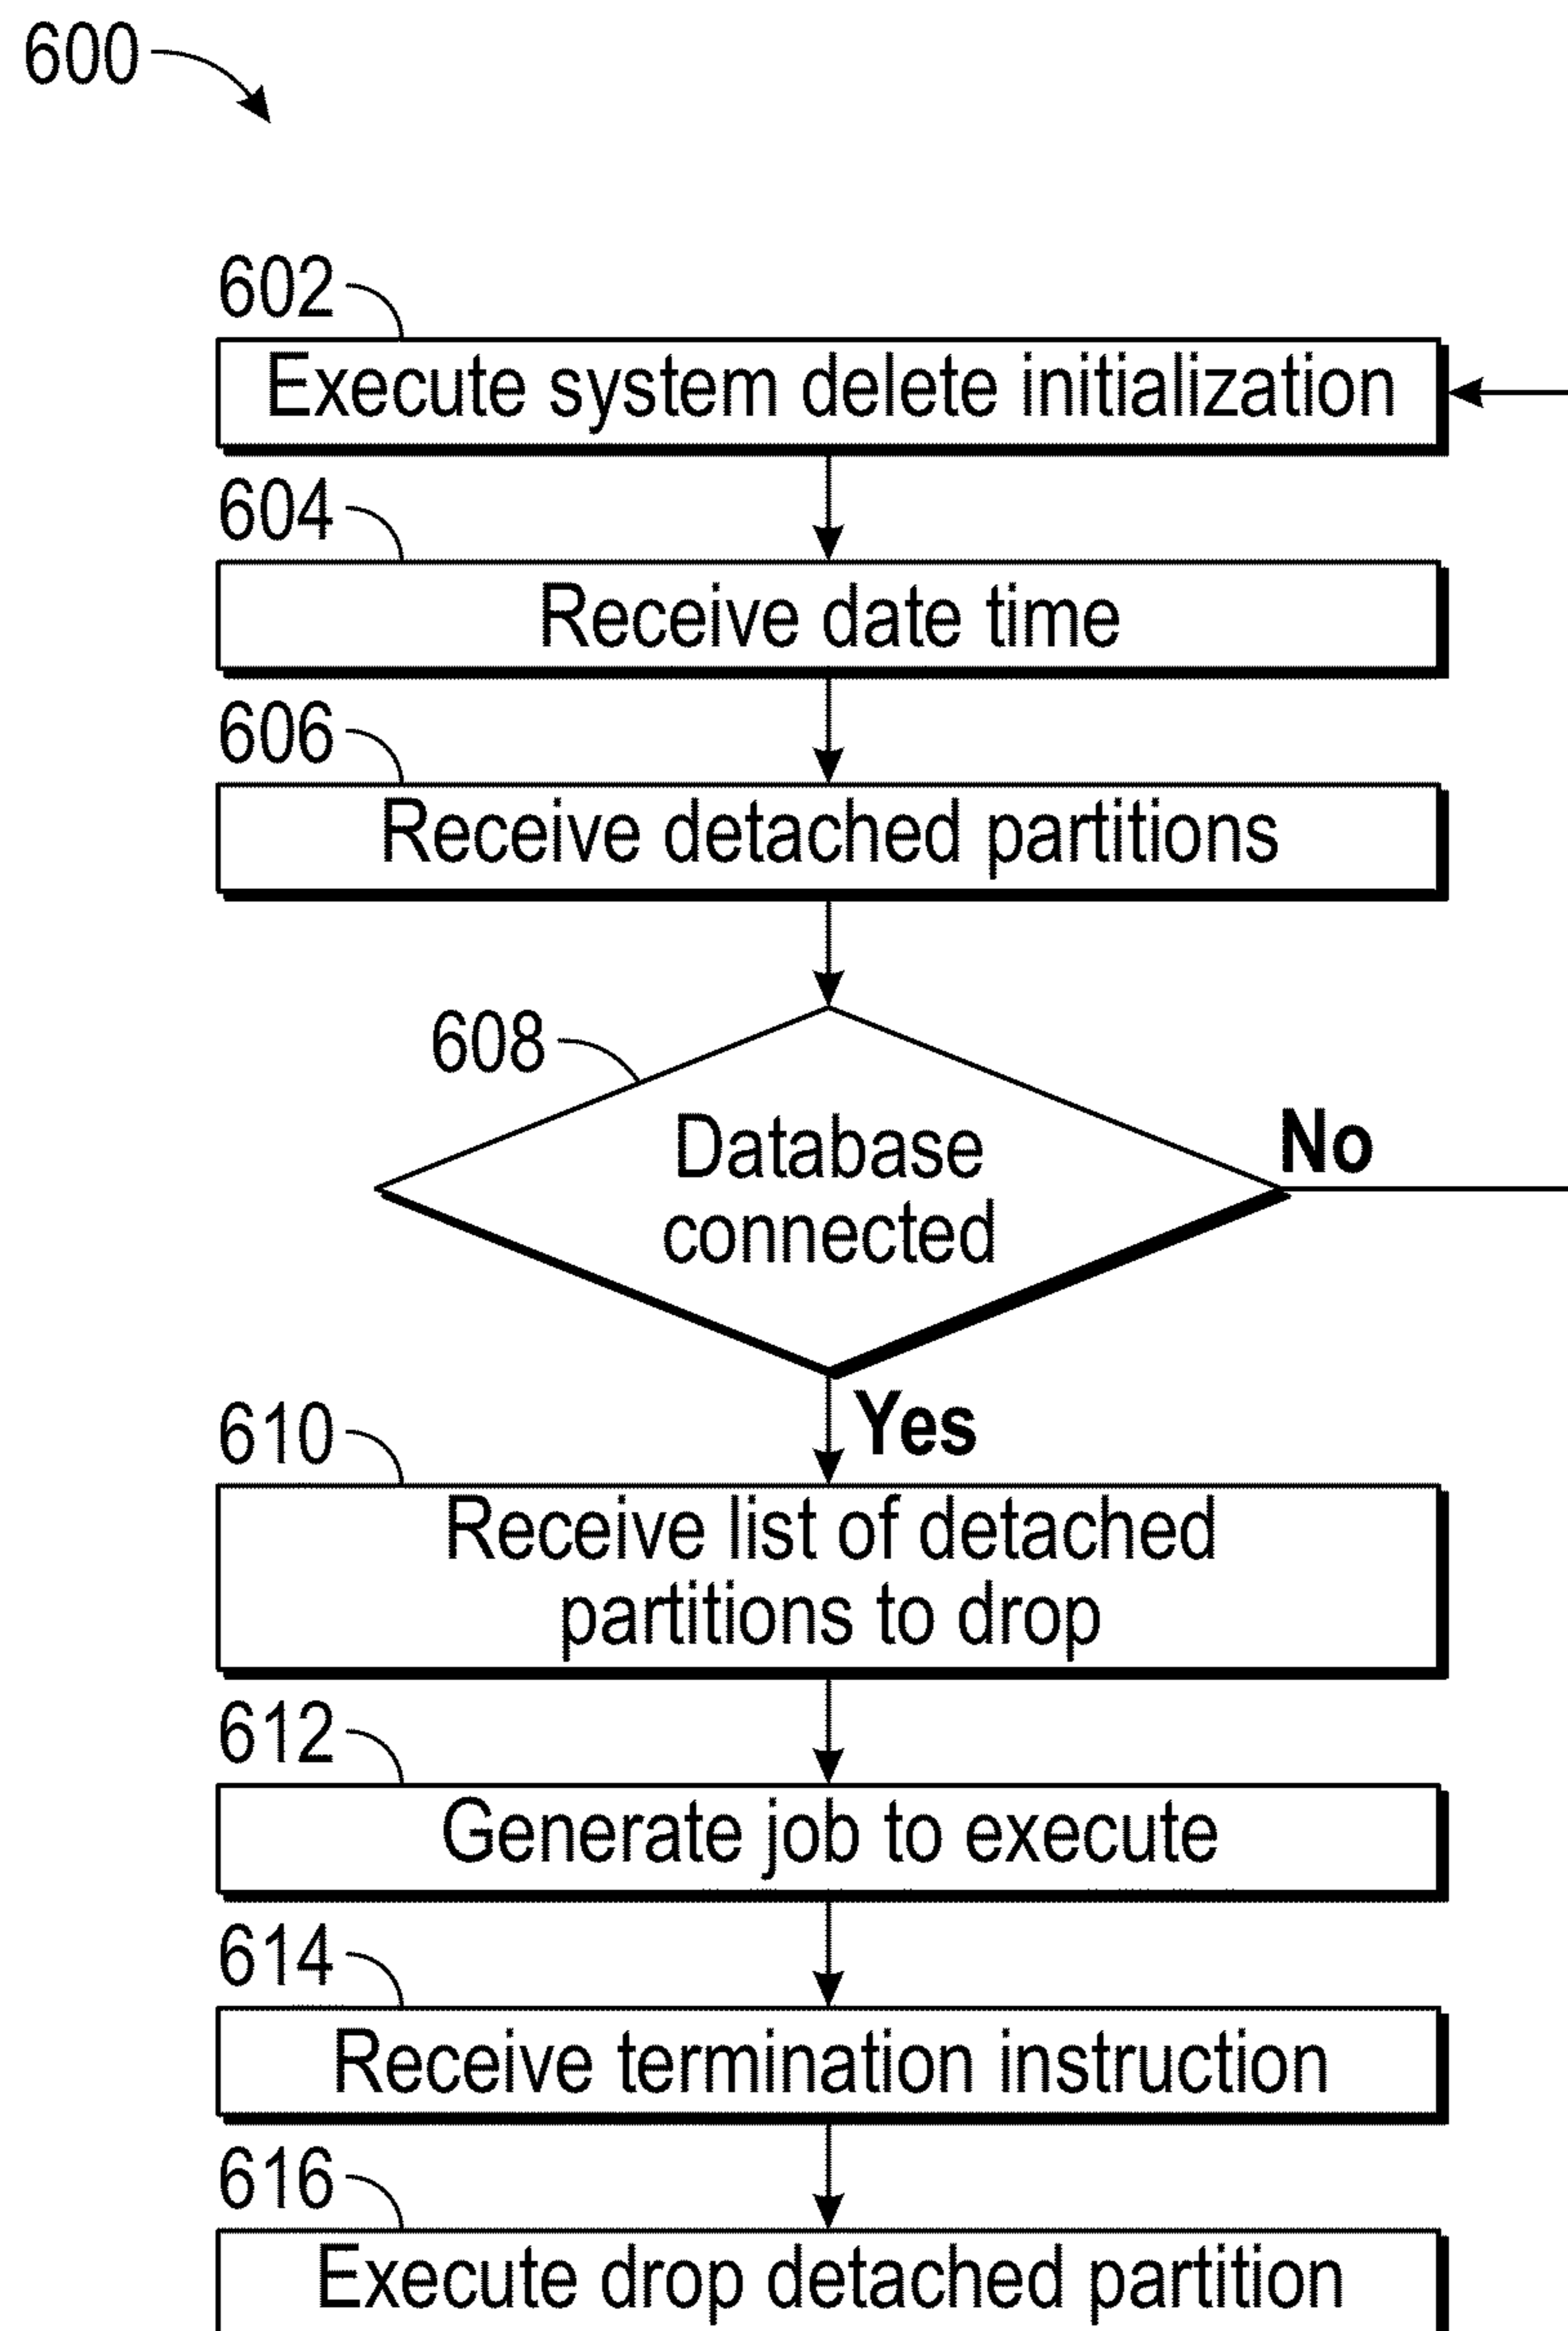 600
602
Execute system delete initialization
604
Receive date time
606
Receive detached partitions
608
Database
connected
No
Yes
610
Receive list of detached
partitions to drop
612
Generate job to execute
614
Receive termination instruction
616
Execute drop detached partition